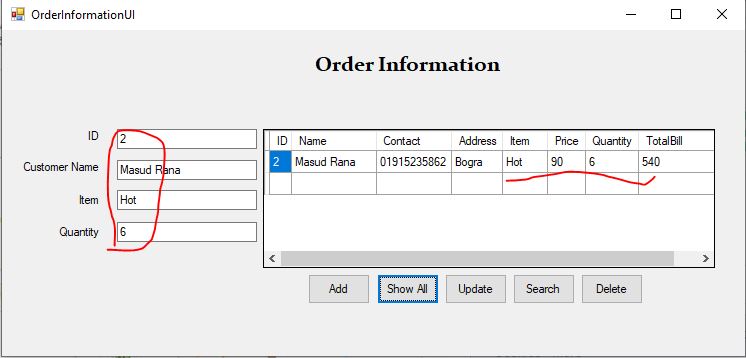 OrderInformationUI
Order Information
ID 2
Customer Name Masud Rana
Item Hot
Quantity 6
ID Name Contact Address Item Price Quantity TotalBill
2 Masud Rana 01915235862 Bogra Hot 90 6 540
Add Show All Update Search Delete